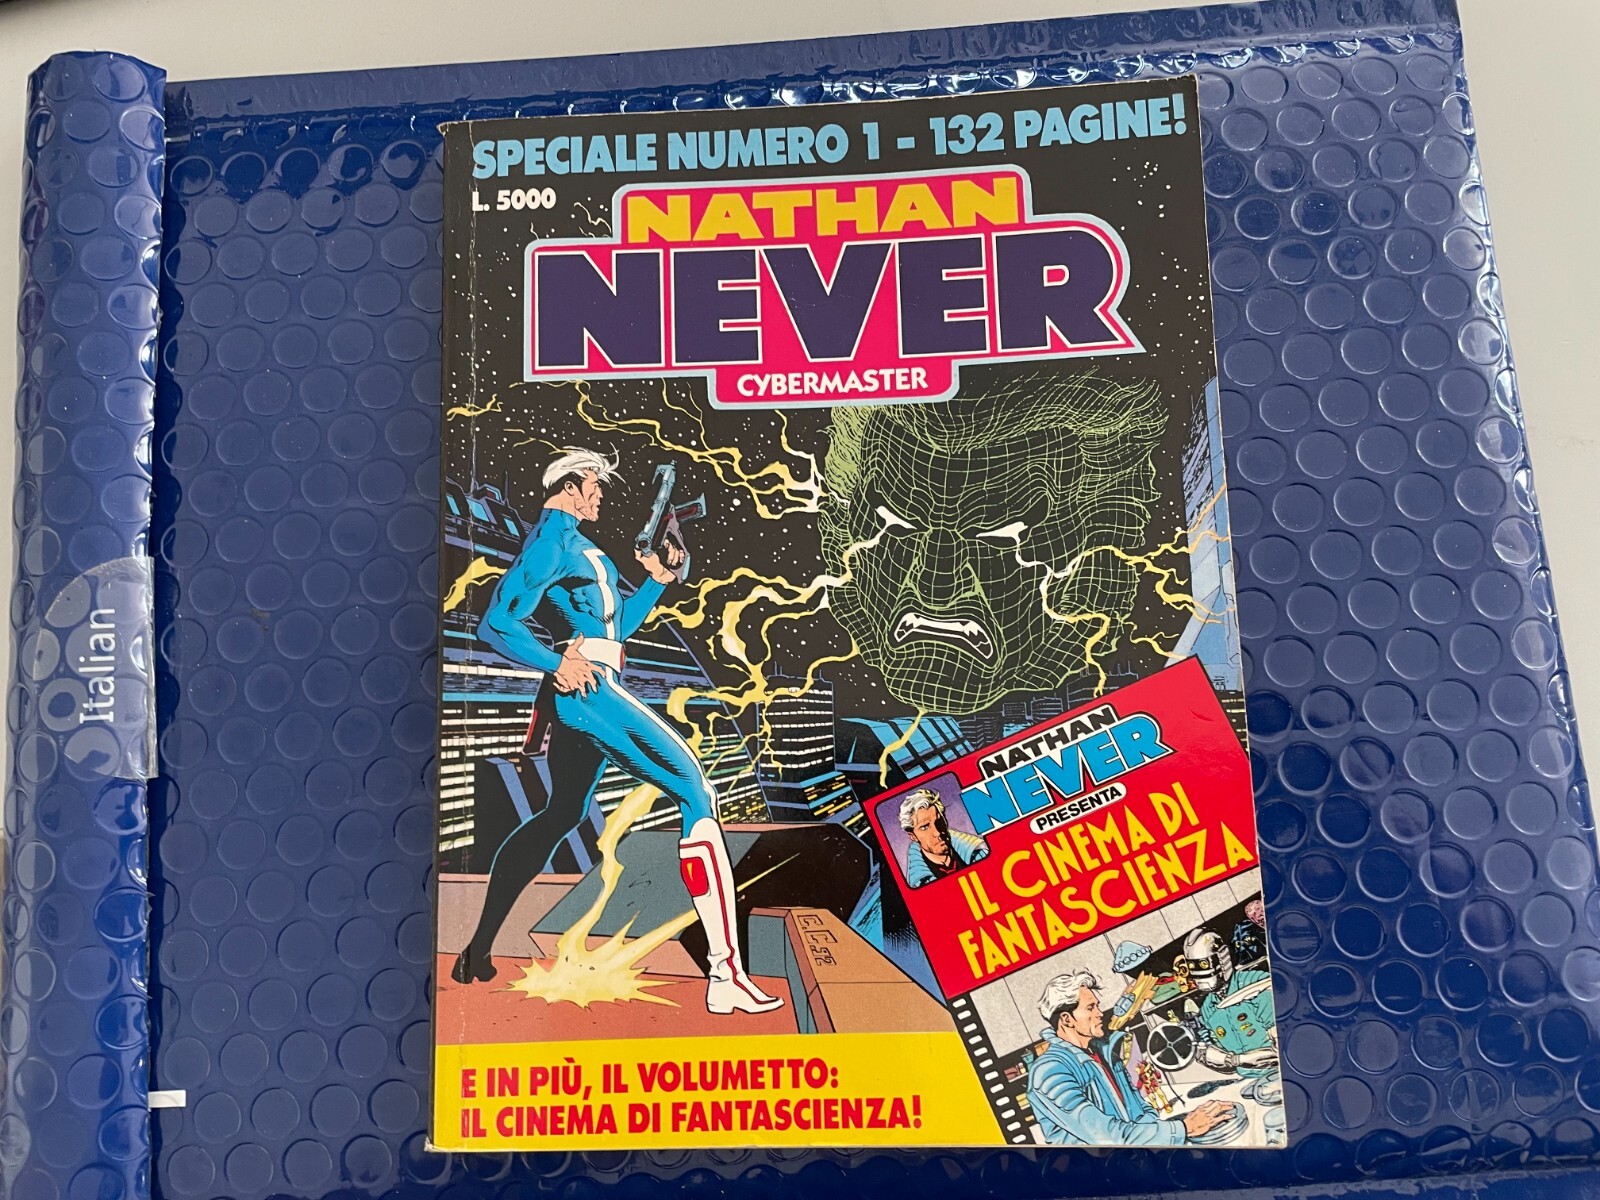 SPECIALE NUMERO 1 - 132 PAGINE!
L. 5000
NATHAN
NEVER
CYBERMASTER
NATHAN
NEVER
PRESENTA
IL CINEMA DI
FANTASCIENZA
C.C. 92
E IN PIÙ, IL VOLUMETTO:
IL CINEMA DI FANTASCIENZA!
Italian